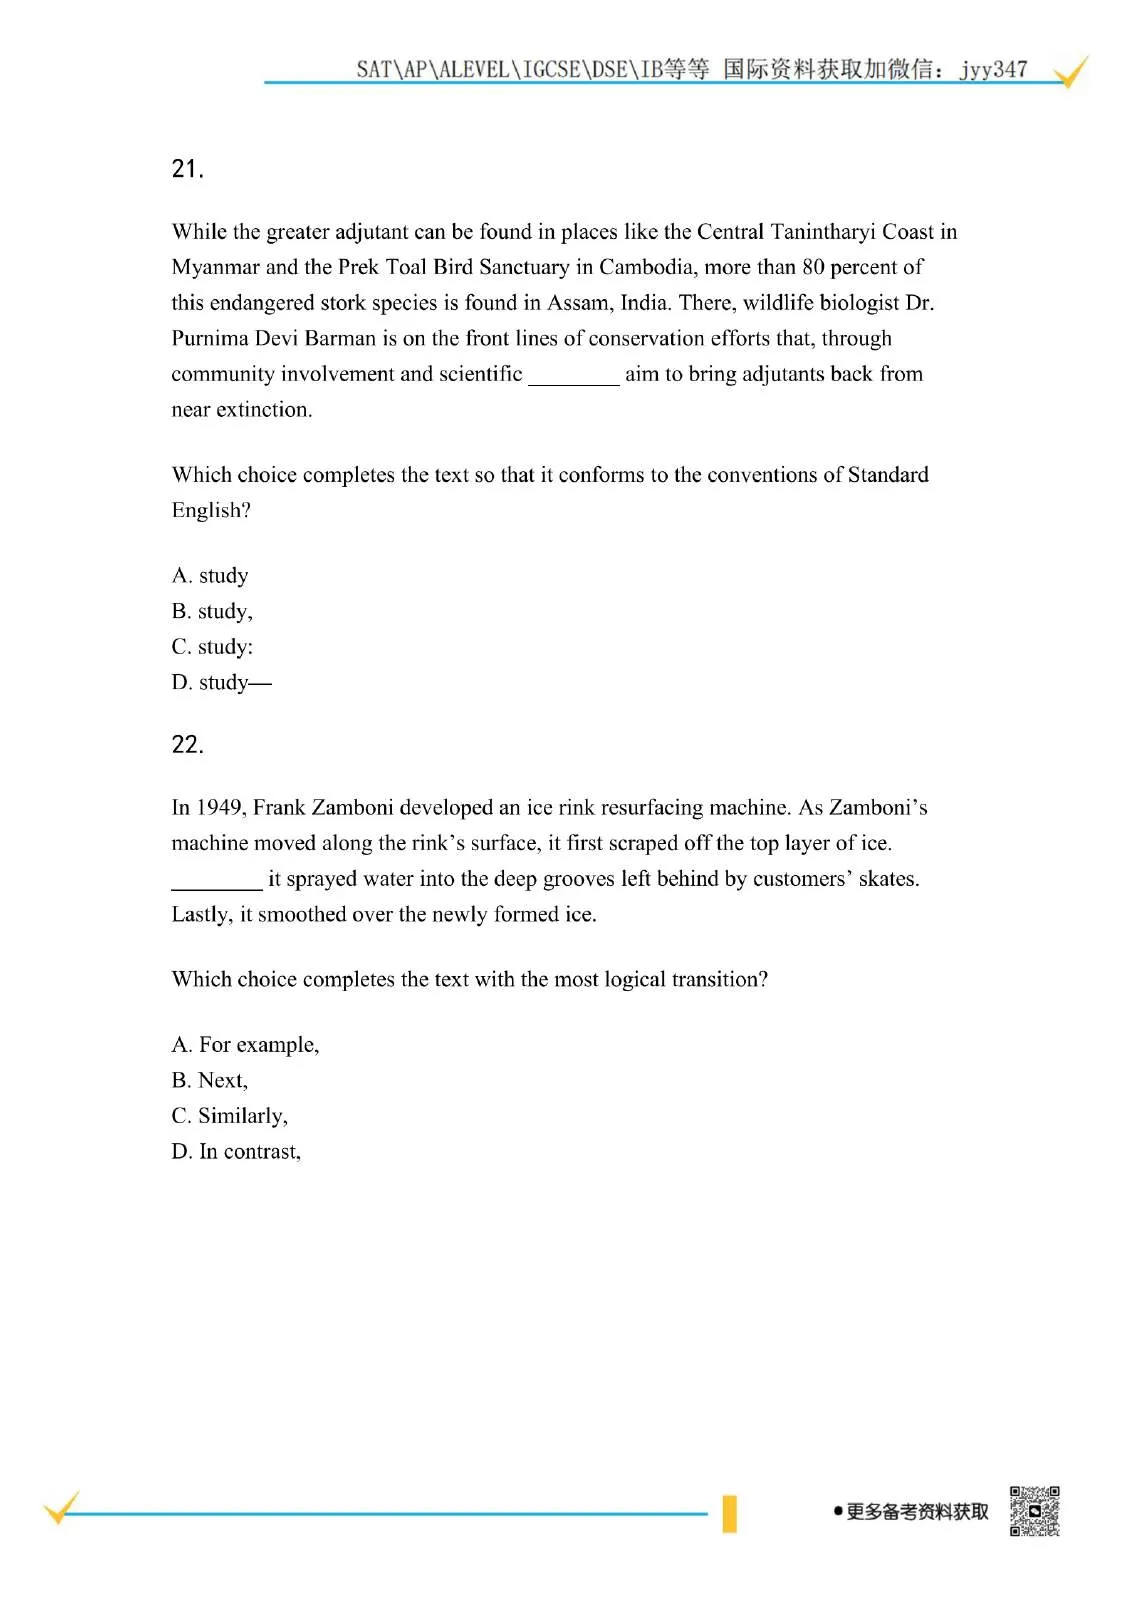 SAT\AP\ALEVEL\IGCSE\DSE\IB等等 国际资料获取加微信：jyy347
21.
While the greater adjutant can be found in places like the Central Tanintharyi Coast in
Myanmar and the Prek Toal Bird Sanctuary in Cambodia, more than 80 percent of
this endangered stork species is found in Assam, India. There, wildlife biologist Dr.
Purnima Devi Barman is on the front lines of conservation efforts that, through
community involvement and scientific ________ aim to bring adjutants back from
near extinction.
Which choice completes the text so that it conforms to the conventions of Standard
English?
A. study
B. study,
C. study:
D. study—
22.
In 1949, Frank Zamboni developed an ice rink resurfacing machine. As Zamboni’s
machine moved along the rink’s surface, it first scraped off the top layer of ice.
________ it sprayed water into the deep grooves left behind by customers’ skates.
Lastly, it smoothed over the newly formed ice.
Which choice completes the text with the most logical transition?
A. For example,
B. Next,
C. Similarly,
D. In contrast,
•更多备考资料获取